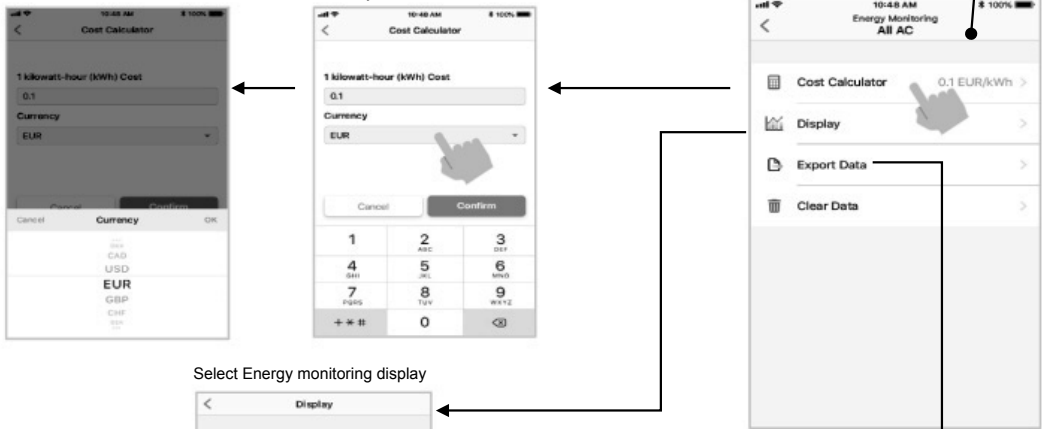 10:48 AM 100%
Cost Calculator
1 kilowatt-hour (kWh) Cost
0.1
Currency
EUR
Cancel Confirm
Cancel Currency OK
CAD
USD
EUR
GBP
CHF
10:48 AM 100%
Cost Calculator
1 kilowatt-hour (kWh) Cost
0.1
Currency
EUR
Cancel Confirm
1 2 3
ABC DEF
4 5 6
GHI JKL MNO
7 8 9
PQRS TUV WXYZ
+ * # 0
10:48 AM 100%
Energy Monitoring
All AC
Cost Calculator 0.1 EUR/kWh
Display
Export Data
Clear Data
Select Energy monitoring display
Display